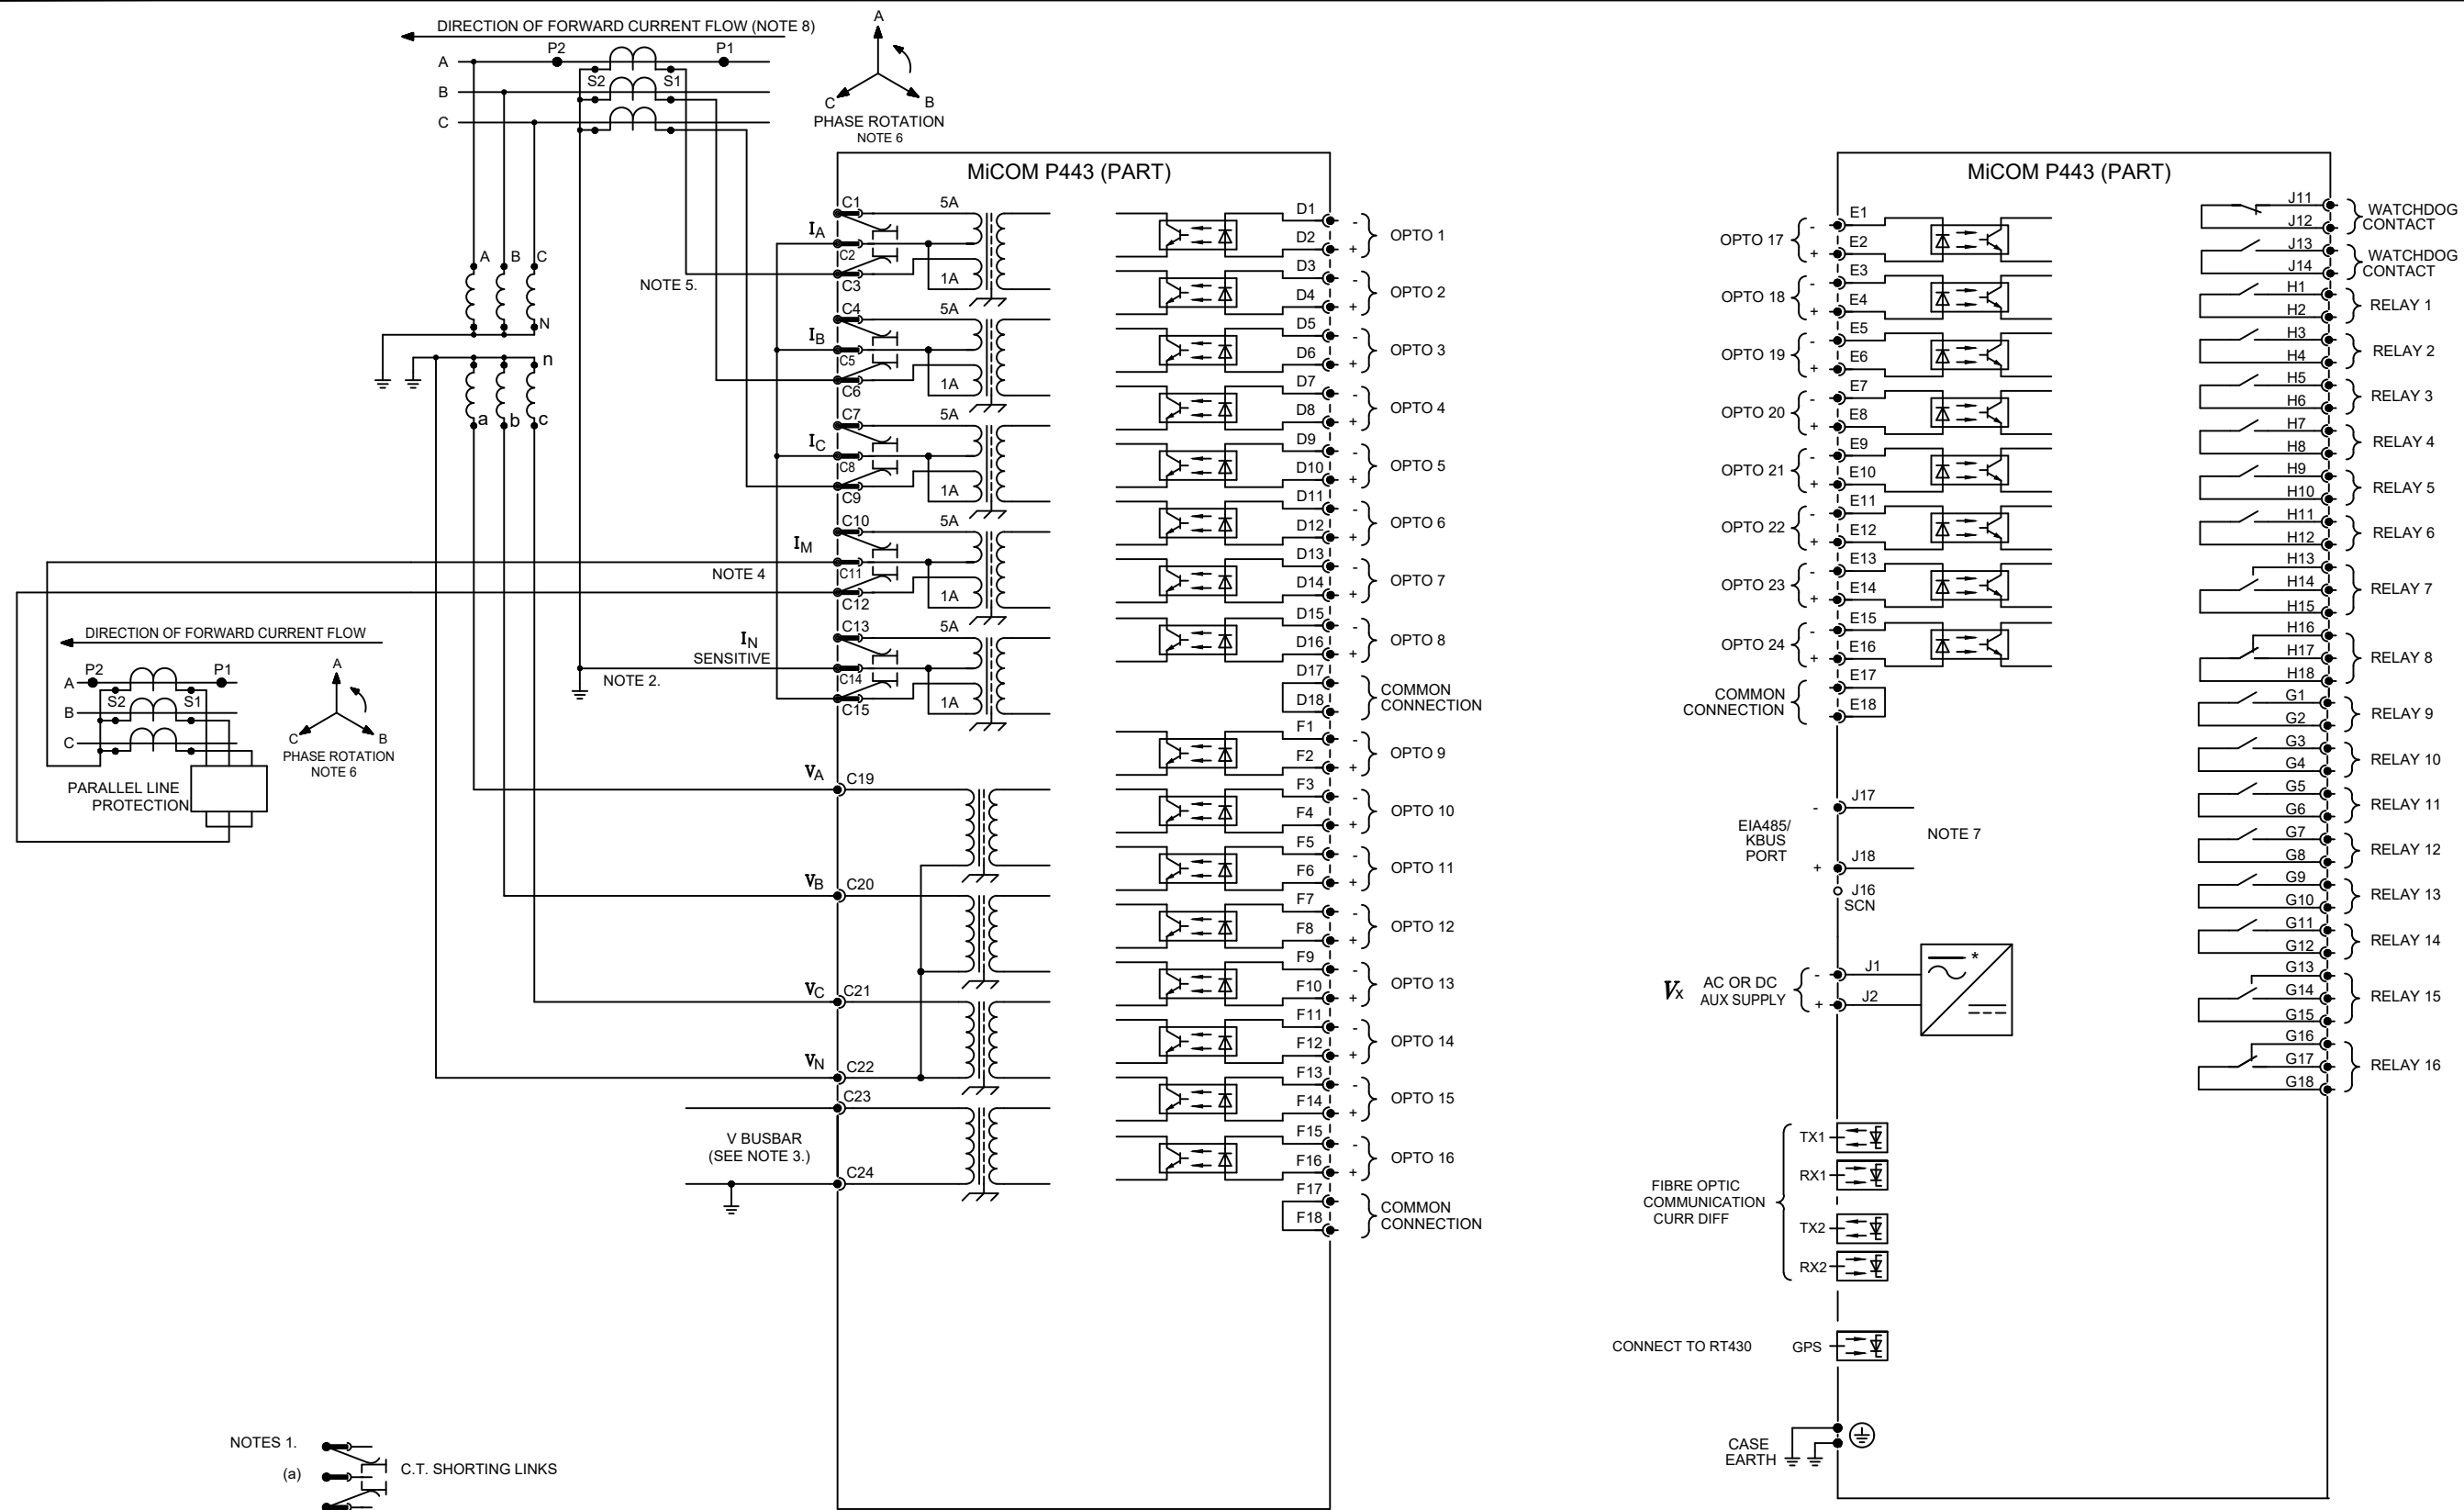 DIRECTION OF FORWARD CURRENT FLOW (NOTE 8)
A
P2
P1
S2
S1
B
C
A
C
B
PHASE ROTATION
NOTE 6
A
B
C
N
n
a
b
c
NOTE 5.
NOTE 4
NOTE 2.
DIRECTION OF FORWARD CURRENT FLOW
A
P2
P1
S2
S1
B
C
A
C
B
PHASE ROTATION
NOTE 6
PARALLEL LINE
PROTECTION
MiCOM P443 (PART)
IA
C1
5A
C2
C3
1A
IB
C4
5A
C5
C6
1A
IC
C7
5A
C8
C9
1A
IM
C10
5A
C11
C12
1A
IN
SENSITIVE
C13
5A
C14
C15
1A
VA
C19
VB
C20
VC
C21
VN
C22
C23
V BUSBAR
(SEE NOTE 3.)
C24
D1
-
D2
+
OPTO 1
D3
-
D4
+
OPTO 2
D5
-
D6
+
OPTO 3
D7
-
D8
+
OPTO 4
D9
-
D10
+
OPTO 5
D11
-
D12
+
OPTO 6
D13
-
D14
+
OPTO 7
D15
-
D16
+
OPTO 8
D17
D18
COMMON
CONNECTION
F1
-
F2
+
OPTO 9
F3
-
F4
+
OPTO 10
F5
-
F6
+
OPTO 11
F7
-
F8
+
OPTO 12
F9
-
F10
+
OPTO 13
F11
-
F12
+
OPTO 14
F13
-
F14
+
OPTO 15
F15
-
F16
+
OPTO 16
F17
F18
COMMON
CONNECTION
MiCOM P443 (PART)
OPTO 17
-
E1
+
E2
OPTO 18
-
E3
+
E4
OPTO 19
-
E5
+
E6
OPTO 20
-
E7
+
E8
OPTO 21
-
E9
+
E10
OPTO 22
-
E11
+
E12
OPTO 23
-
E13
+
E14
OPTO 24
-
E15
+
E16
COMMON
CONNECTION
E17
E18
-
J17
EIA485/
KBUS
PORT
NOTE 7
+
J18
J16
SCN
Vx
AC OR DC
AUX SUPPLY
-
J1
+
J2
*
FIBRE OPTIC
COMMUNICATION
CURR DIFF
TX1
RX1
TX2
RX2
CONNECT TO RT430
GPS
CASE
EARTH
J11
J12
WATCHDOG
CONTACT
J13
J14
WATCHDOG
CONTACT
H1
H2
RELAY 1
H3
H4
RELAY 2
H5
H6
RELAY 3
H7
H8
RELAY 4
H9
H10
RELAY 5
H11
H12
RELAY 6
H13
H14
H15
RELAY 7
H16
H17
H18
RELAY 8
G1
G2
RELAY 9
G3
G4
RELAY 10
G5
G6
RELAY 11
G7
G8
RELAY 12
G9
G10
RELAY 13
G11
G12
RELAY 14
G13
G14
G15
RELAY 15
G16
G17
G18
RELAY 16
NOTES 1.
(a)
C.T. SHORTING LINKS